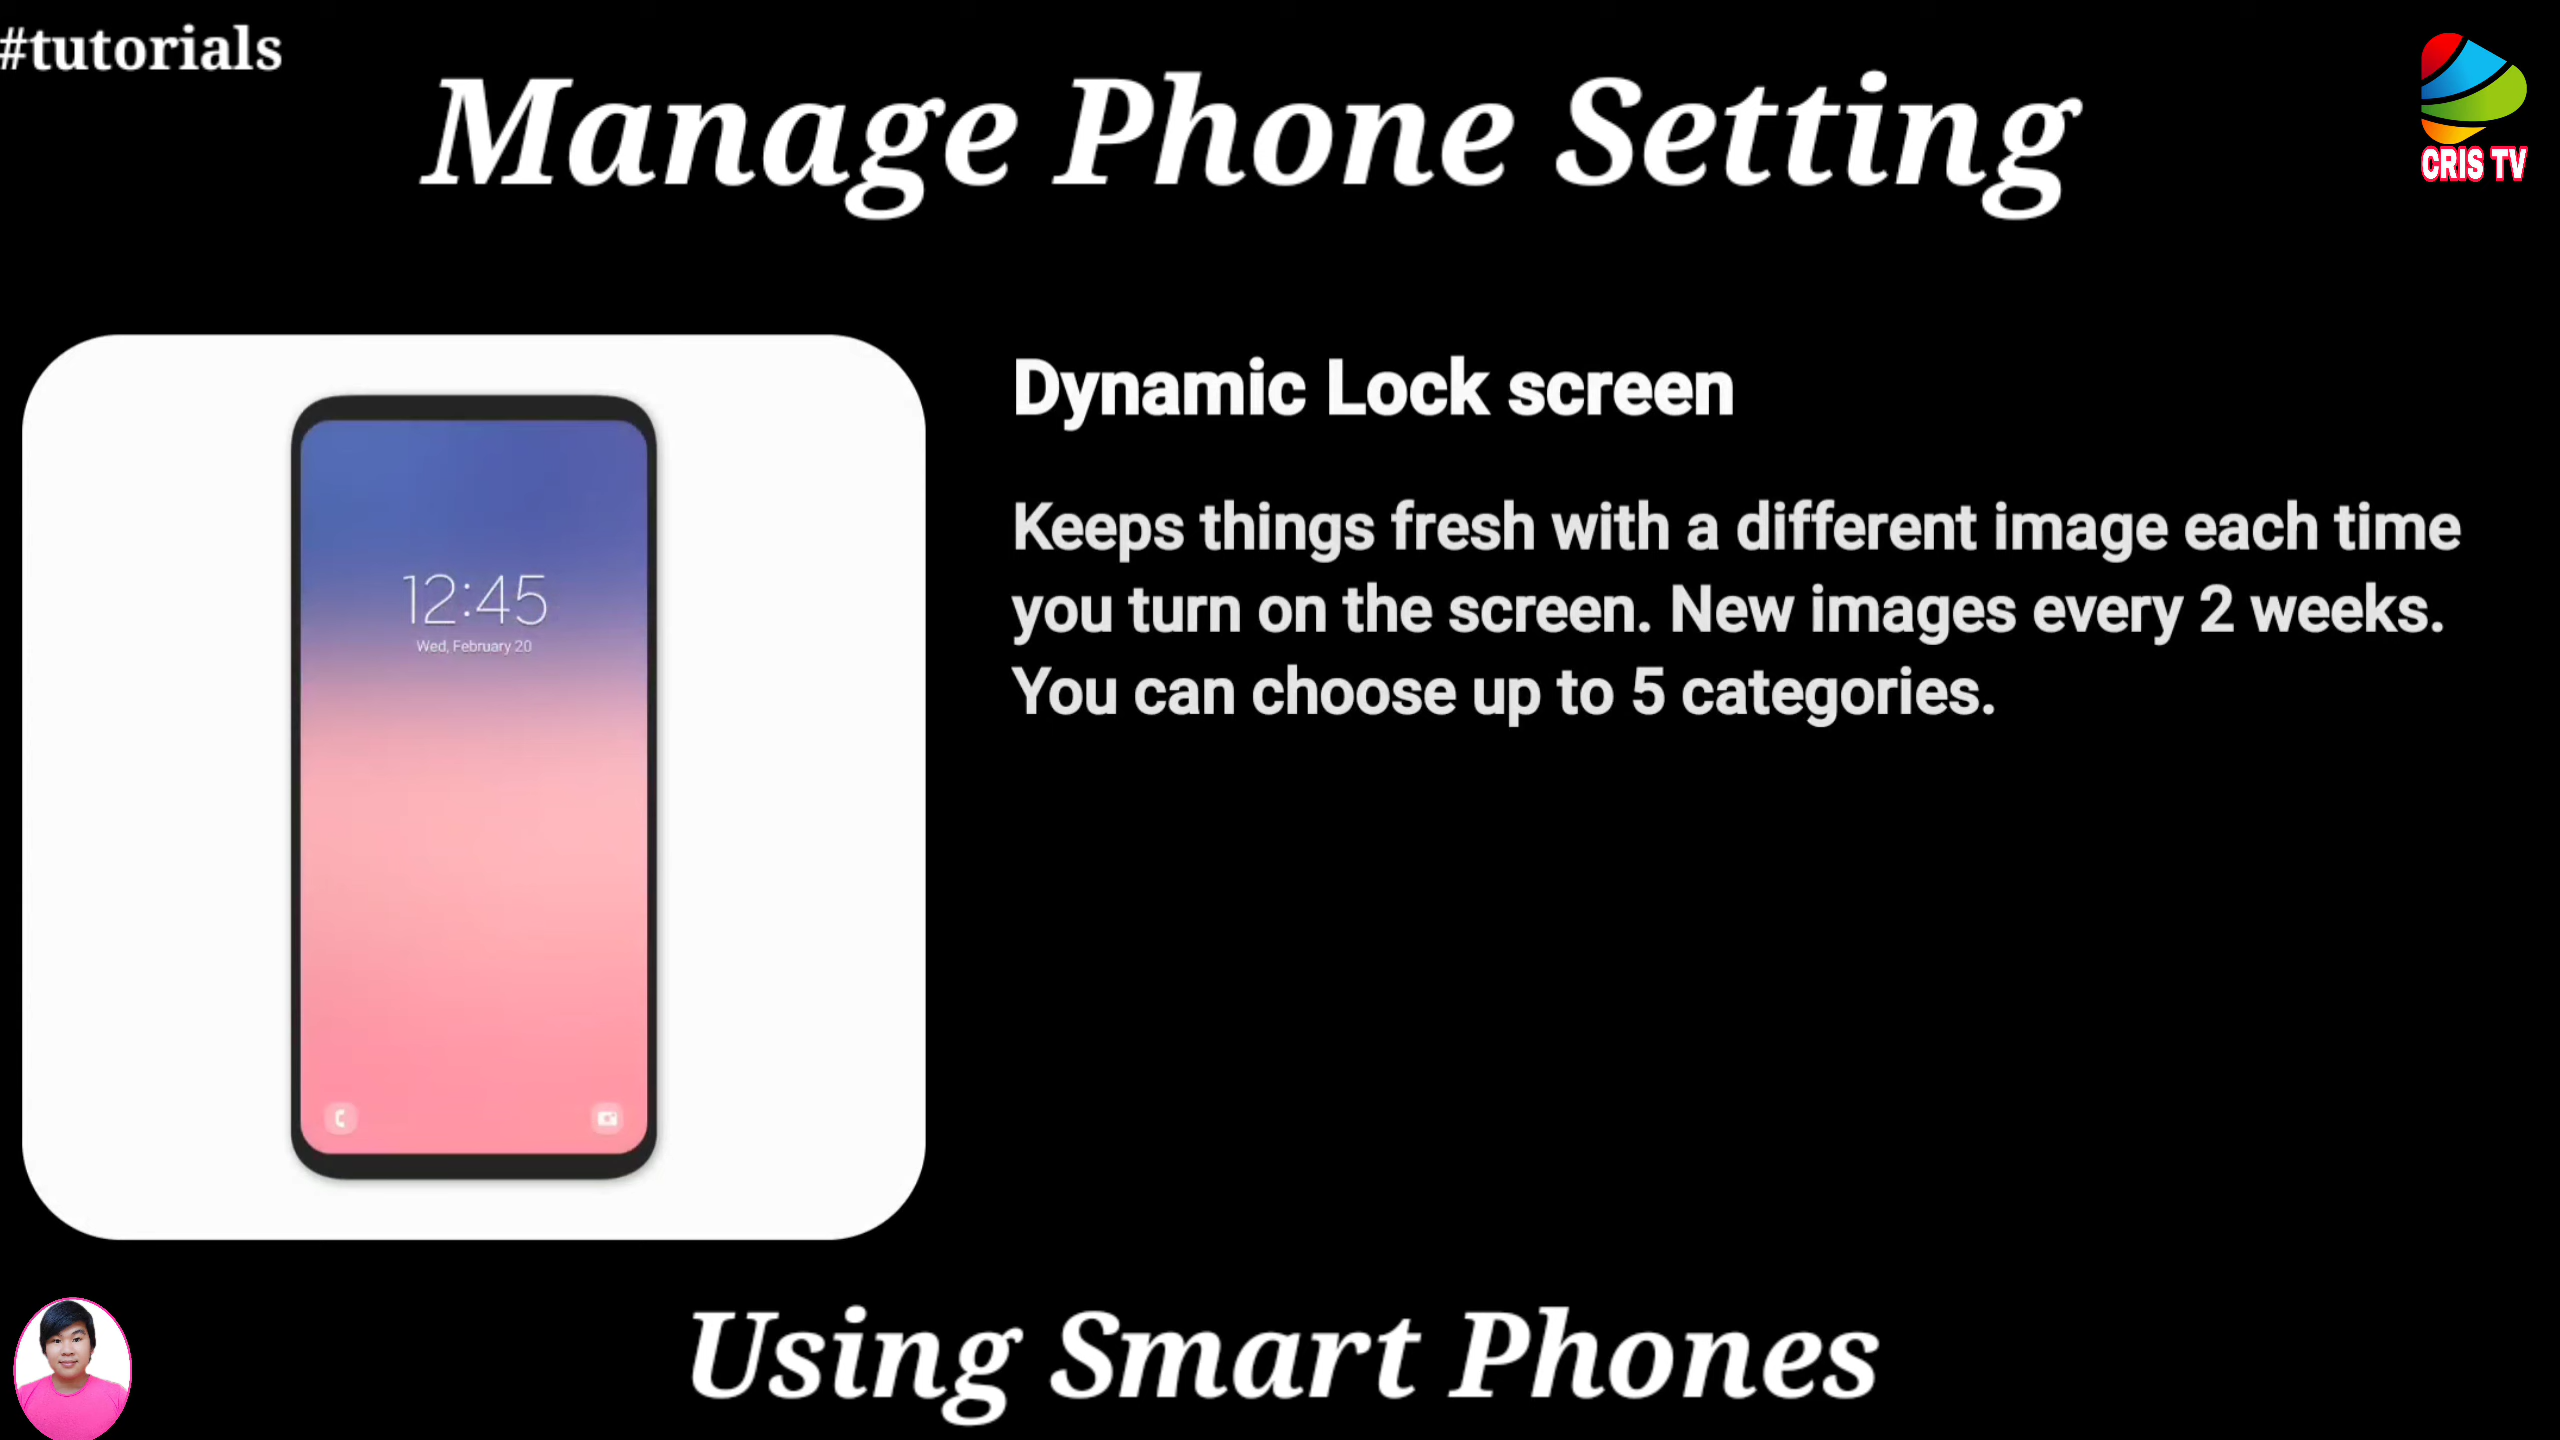 #tutorials
Manage Phone Setting
CRIS TV
Dynamic Lock screen
Keeps things fresh with a different image each time
you turn on the screen. New images every 2 weeks.
You can choose up to 5 categories.
12:45
Wed, February 20
Using Smart Phones